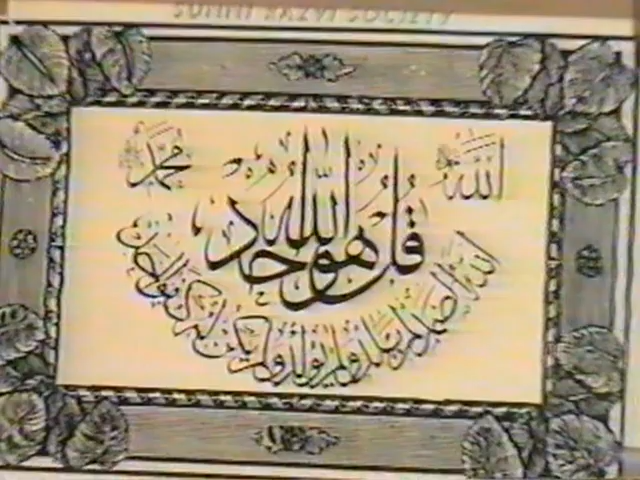 SUNNI RAZVI SOCIETY
الله
محمد
قل هو الله احد
الله الصمد لم يلد ولم يولد ولم يكن له كفوا احد